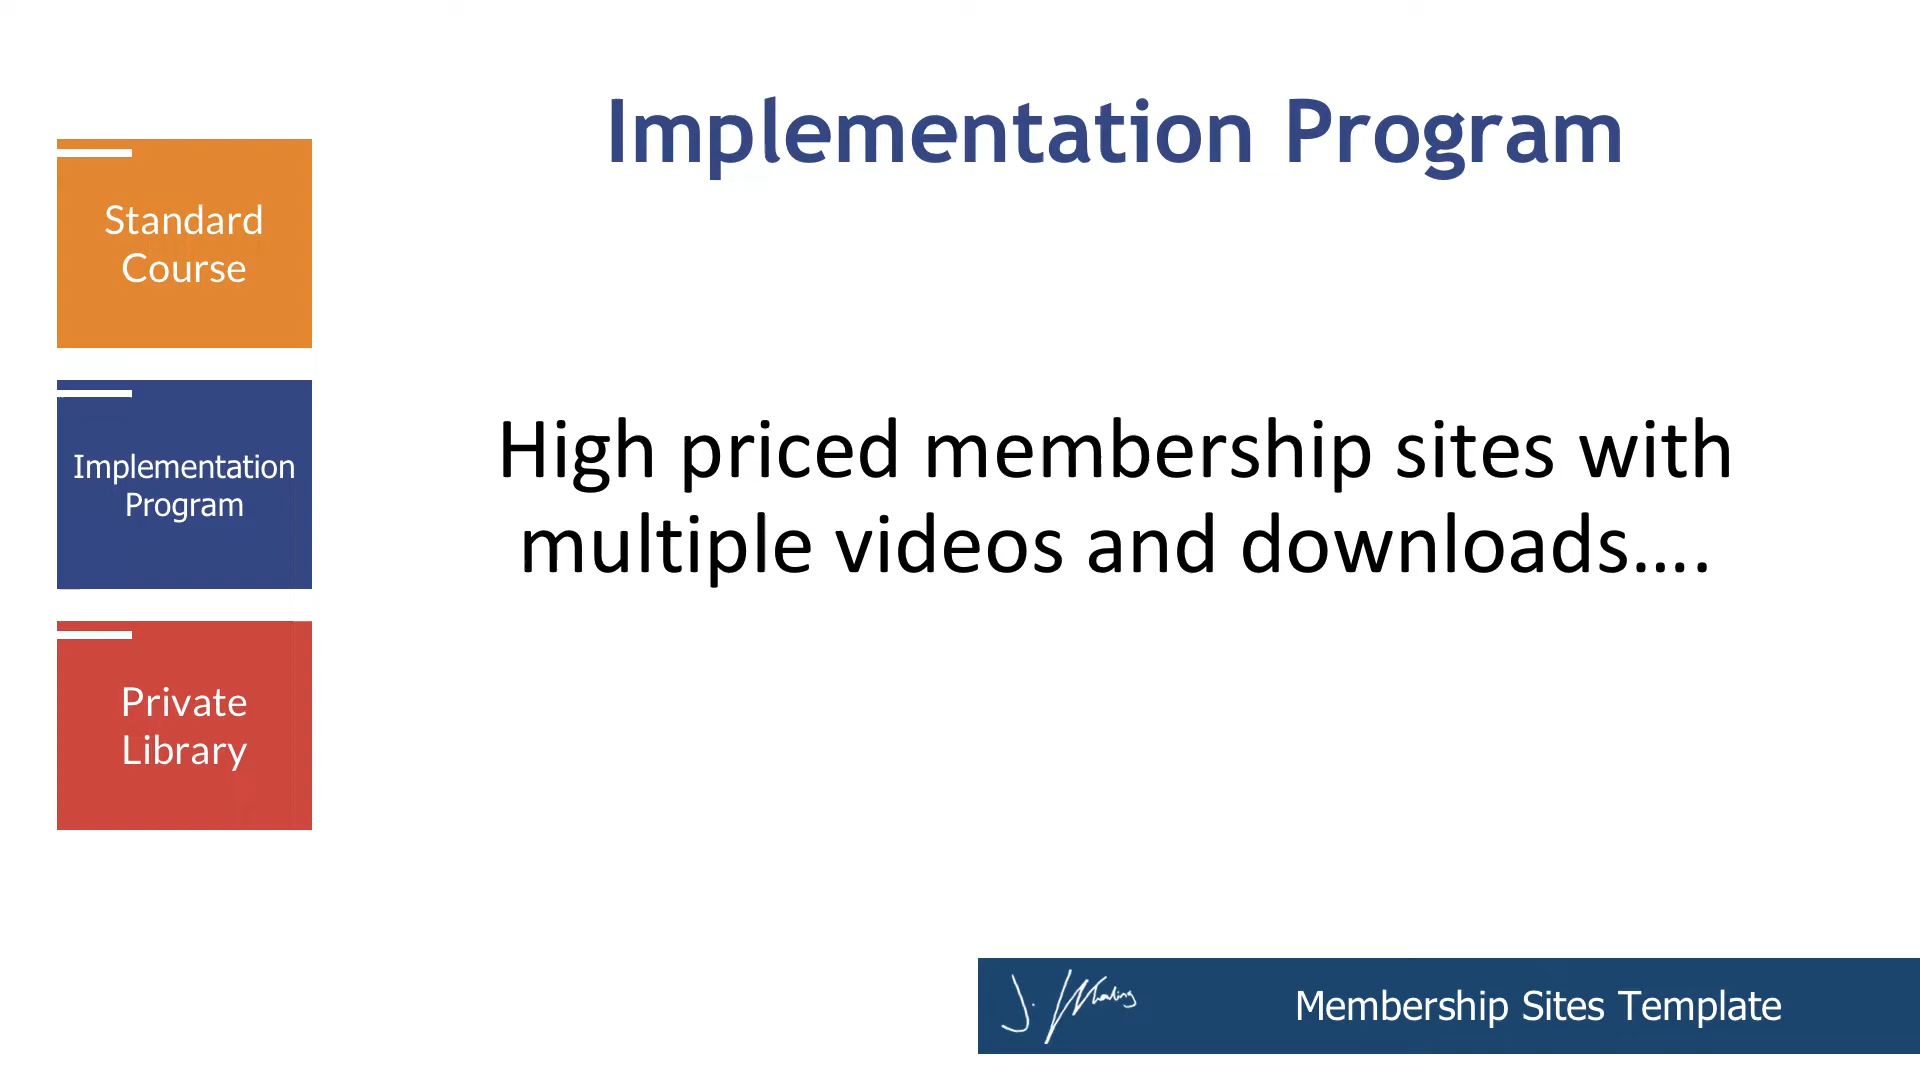 Implementation Program
Standard
Course
Implementation
Program
Private
Library
High priced membership sites with
multiple videos and downloads....
Membership Sites Template